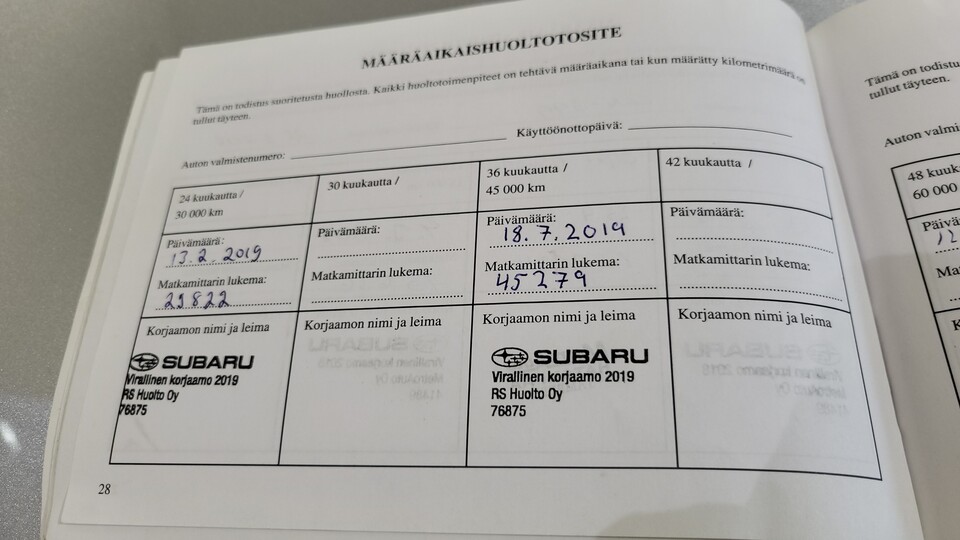 MÄÄRÄAIKAISHUOLTOTOSITE
Tämä on todistus suoritetusta huollosta. Kaikki huoltotoimenpiteet on tehtävä määräaikana tai kun määrätty kilometrimäärä on
tullut täyteen.
Auton valmistenumero:
Käyttöönottopäivä:
24 kuukautta /
30 000 km
Päivämäärä:
13.2.2019
Matkamittarin lukema:
29822
Korjaamon nimi ja leima
SUBARU
Virallinen korjaamo 2019
RS Huolto Oy
76875
30 kuukautta /
Päivämäärä:
Matkamittarin lukema:
Korjaamon nimi ja leima
36 kuukautta /
45 000 km
Päivämäärä:
18.7.2019
Matkamittarin lukema:
45279
Korjaamon nimi ja leima
SUBARU
Virallinen korjaamo 2019
RS Huolto Oy
76875
42 kuukautta /
Päivämäärä:
Matkamittarin lukema:
Korjaamon nimi ja leima
28
Tämä on
tullut täyteen.
Auton
48
60 000